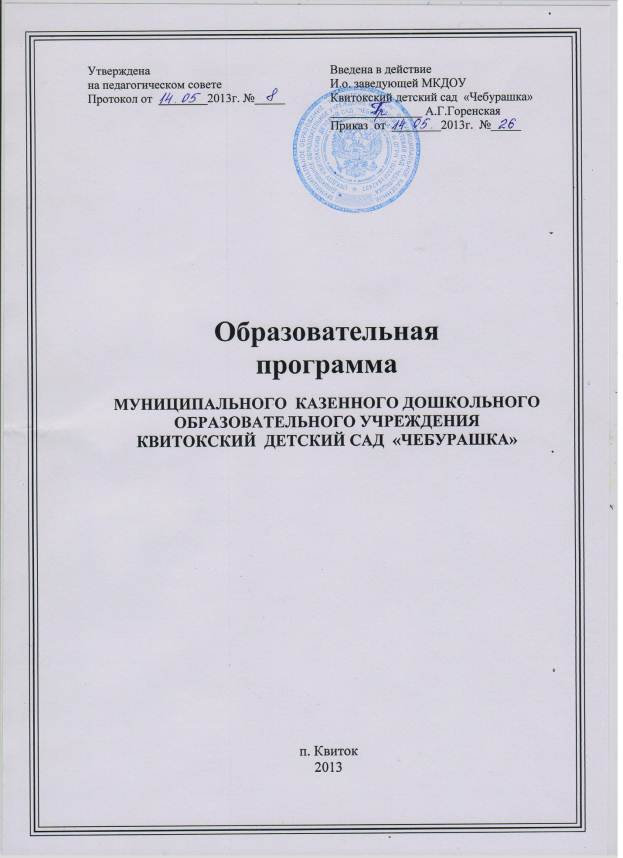 Утверждена
на педагогическом совете
Протокол от 14.05 2013г. № 8
Введена в действие
И.о. заведующей МКДОУ
Квитокский детский сад «Чебурашка»
А.Г.Горенская
Приказ от 14.05 2013г. № 26
Образовательная
программа
МУНИЦИПАЛЬНОГО КАЗЕННОГО ДОШКОЛЬНОГО
ОБРАЗОВАТЕЛЬНОГО УЧРЕЖДЕНИЯ
КВИТОКСКИЙ ДЕТСКИЙ САД «ЧЕБУРАШКА»
п. Квиток
2013